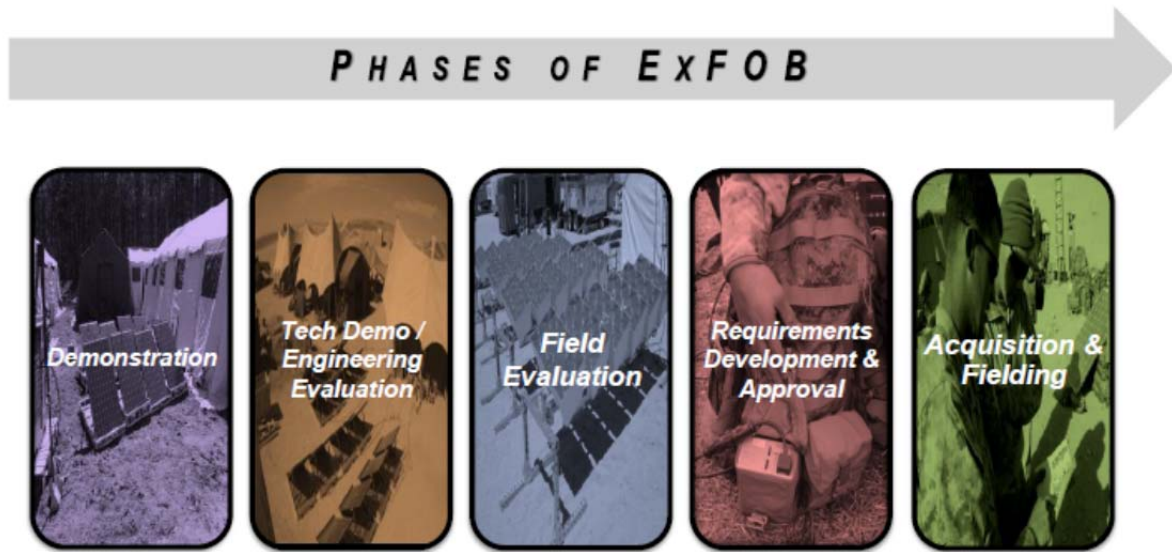 PHASES OF EXFOB
Demonstration
Tech Demo /
Engineering
Evaluation
Field
Evaluation
Requirements
Development &
Approval
Acquisition &
Fielding